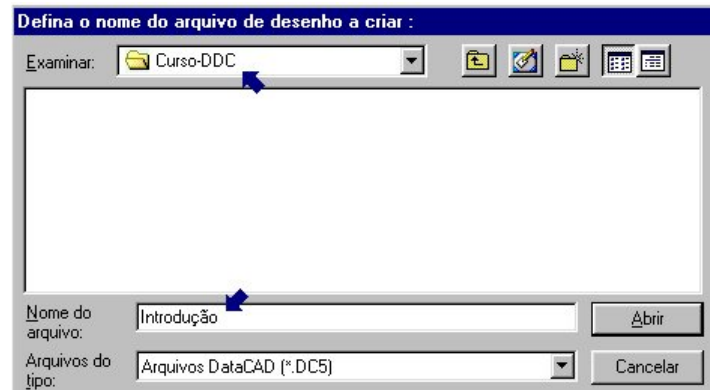 Defina o nome do arquivo de desenho a criar :
Examinar: Curso-DDC
Nome do
arquivo: Introdução Abrir
Arquivos do
tipo: Arquivos DataCAD (*.DC5) Cancelar